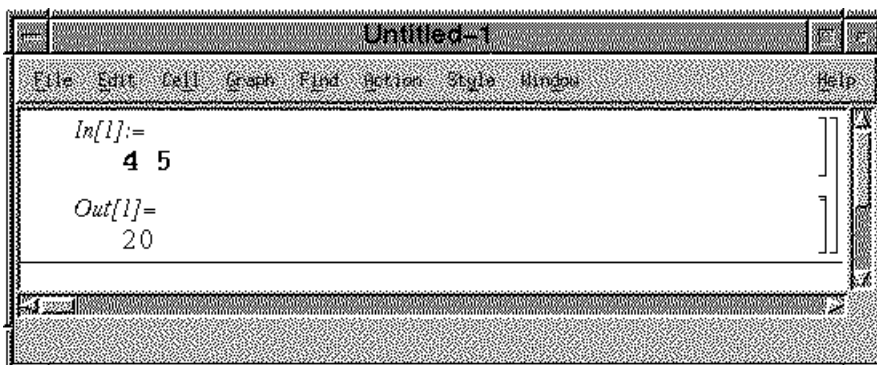 Untitled-1
File Edit Cell Graph Find Action Style Window Help
In[1]:=
4 5
Out[1]=
20